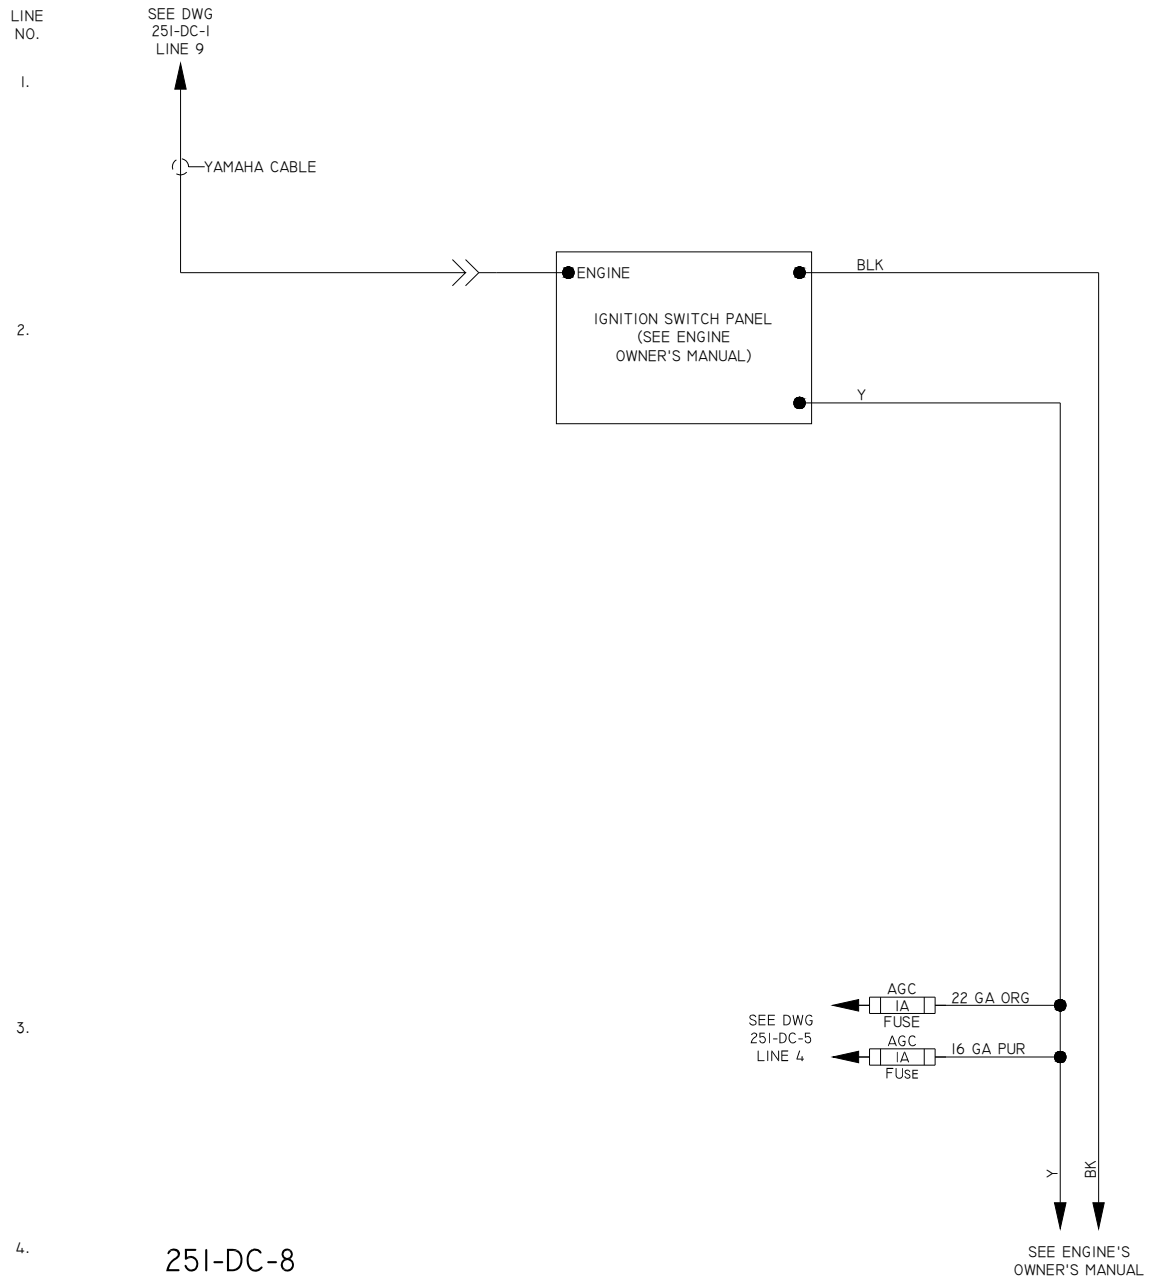 LINE
NO.
SEE DWG
251-DC-1
LINE 9
1.
YAMAHA CABLE
ENGINE
BLK
IGNITION SWITCH PANEL
(SEE ENGINE
OWNER'S MANUAL)
2.
Y
AGC
1A
FUSE
22 GA ORG
SEE DWG
251-DC-5
LINE 4
3.
AGC
1A
FUSE
16 GA PUR
Y
BK
4.
251-DC-8
SEE ENGINE'S
OWNER'S MANUAL